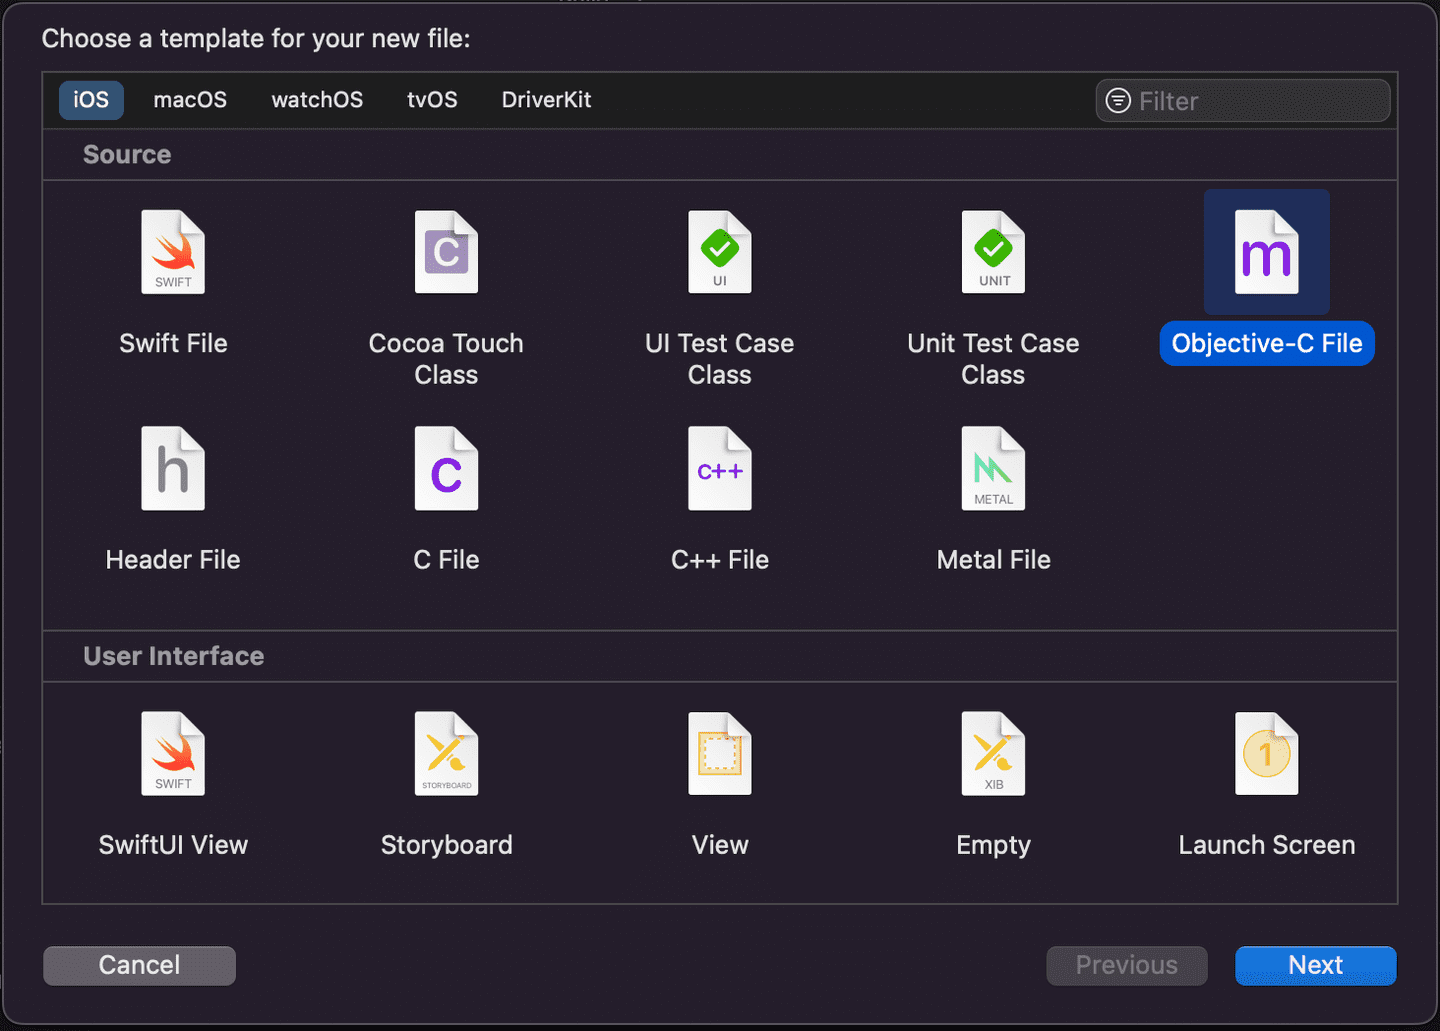 Choose a template for your new file:
iOS macOS watchOS tvOS DriverKit Filter
Source
SWIFT C UI UNIT m
Swift File Cocoa Touch Class UI Test Case Class Unit Test Case Class Objective-C File
h C C++ METAL
Header File C File C++ File Metal File
User Interface
SWIFT STORYBOARD XIB 1
SwiftUI View Storyboard View Empty Launch Screen
Cancel Previous Next